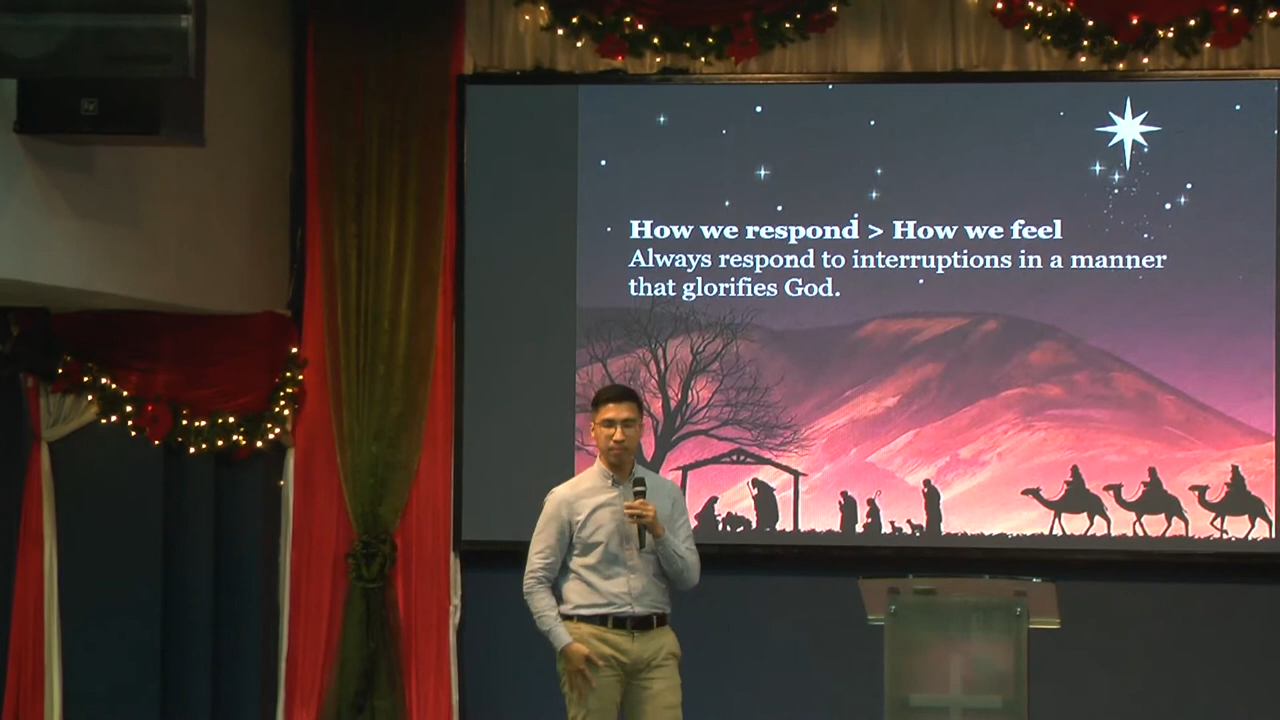 How we respond > How we feel
Always respond to interruptions in a manner
that glorifies God.